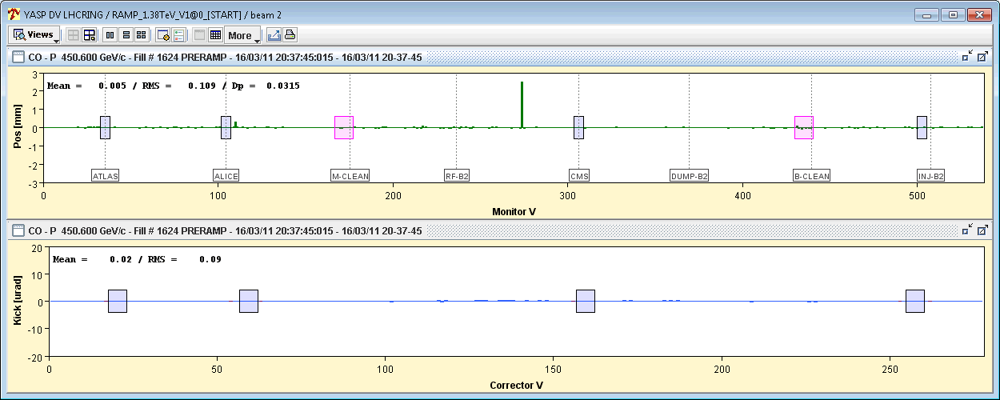 YASP DV LHCRING / RAMP_1.38TeV_V1@0_[START] / beam 2
Views More
CO - P 450.600 GeV/c - Fill # 1624 PRERAMP - 16/03/11 20:37:45:015 - 16/03/11 20-37-45
Mean = 0.005 / RMS = 0.109 / Dp = 0.0315
Pos [mm]
3
2
1
0
-1
-2
-3
ATLAS ALICE M-CLEAN RF-B2 CMS DUMP-B2 B-CLEAN INJ-B2
0 100 200 300 400 500
Monitor V
CO - P 450.600 GeV/c - Fill # 1624 PRERAMP - 16/03/11 20:37:45:015 - 16/03/11 20-37-45
Mean = 0.02 / RMS = 0.09
Kick [urad]
20
10
0
-10
-20
0 50 100 150 200 250
Corrector V